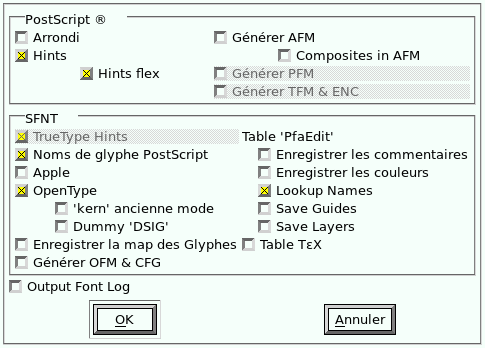 PostScript ®
Arrondi
Générer AFM
Hints
Composites in AFM
Hints flex
Générer PFM
Générer TFM & ENC
SFNT
TrueType Hints
Table 'PfaEdit'
Noms de glyphe PostScript
Enregistrer les commentaires
Apple
Enregistrer les couleurs
OpenType
Lookup Names
'kern' ancienne mode
Save Guides
Dummy 'DSIG'
Save Layers
Enregistrer la map des Glyphes
Table ΤεΧ
Générer OFM & CFG
Output Font Log
OK
Annuler